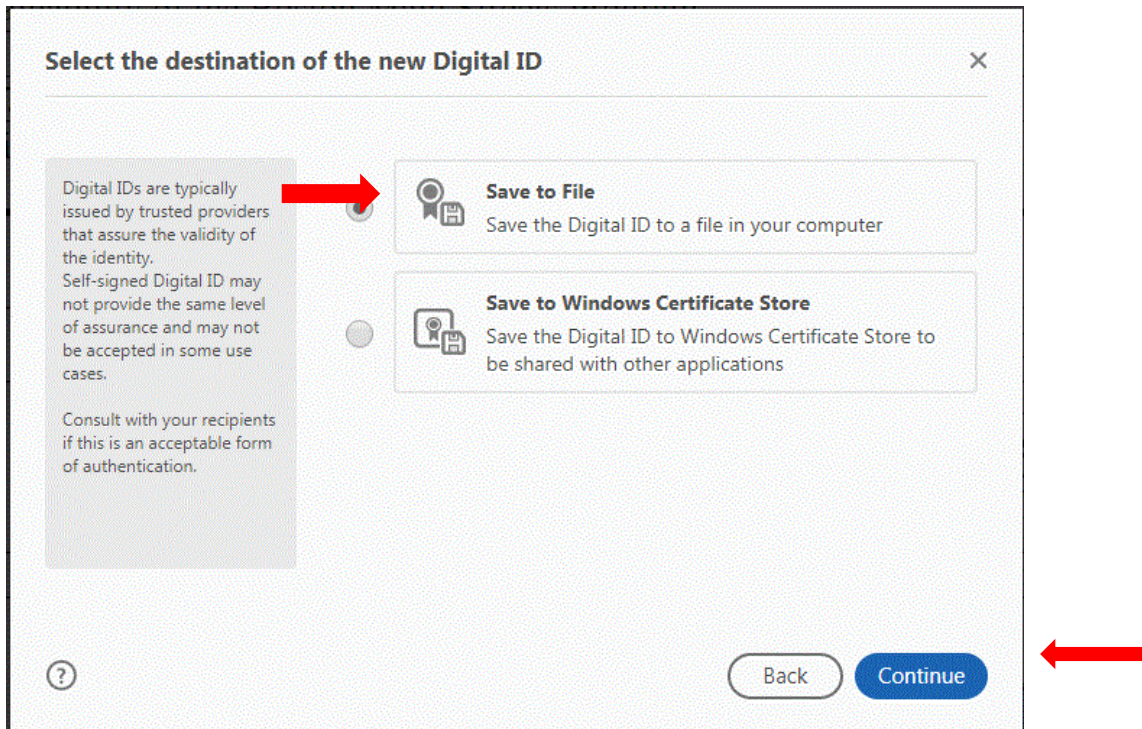 Select the destination of the new Digital ID
Digital IDs are typically
issued by trusted providers
that assure the validity of
the identity.
Self-signed Digital ID may
not provide the same level
of assurance and may not
be accepted in some use
cases.
Consult with your recipients
if this is an acceptable form
of authentication.
Save to File
Save the Digital ID to a file in your computer
Save to Windows Certificate Store
Save the Digital ID to Windows Certificate Store to
be shared with other applications
?
Back
Continue